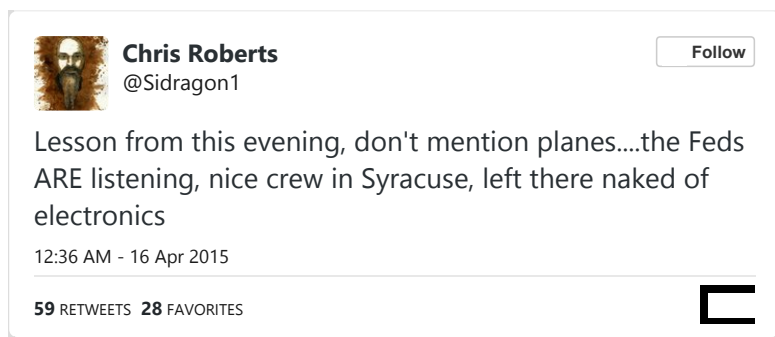 Chris Roberts
Follow
@Sidragon1
Lesson from this evening, don't mention planes....the Feds
ARE listening, nice crew in Syracuse, left there naked of
electronics
12:36 AM - 16 Apr 2015
59 RETWEETS 28 FAVORITES